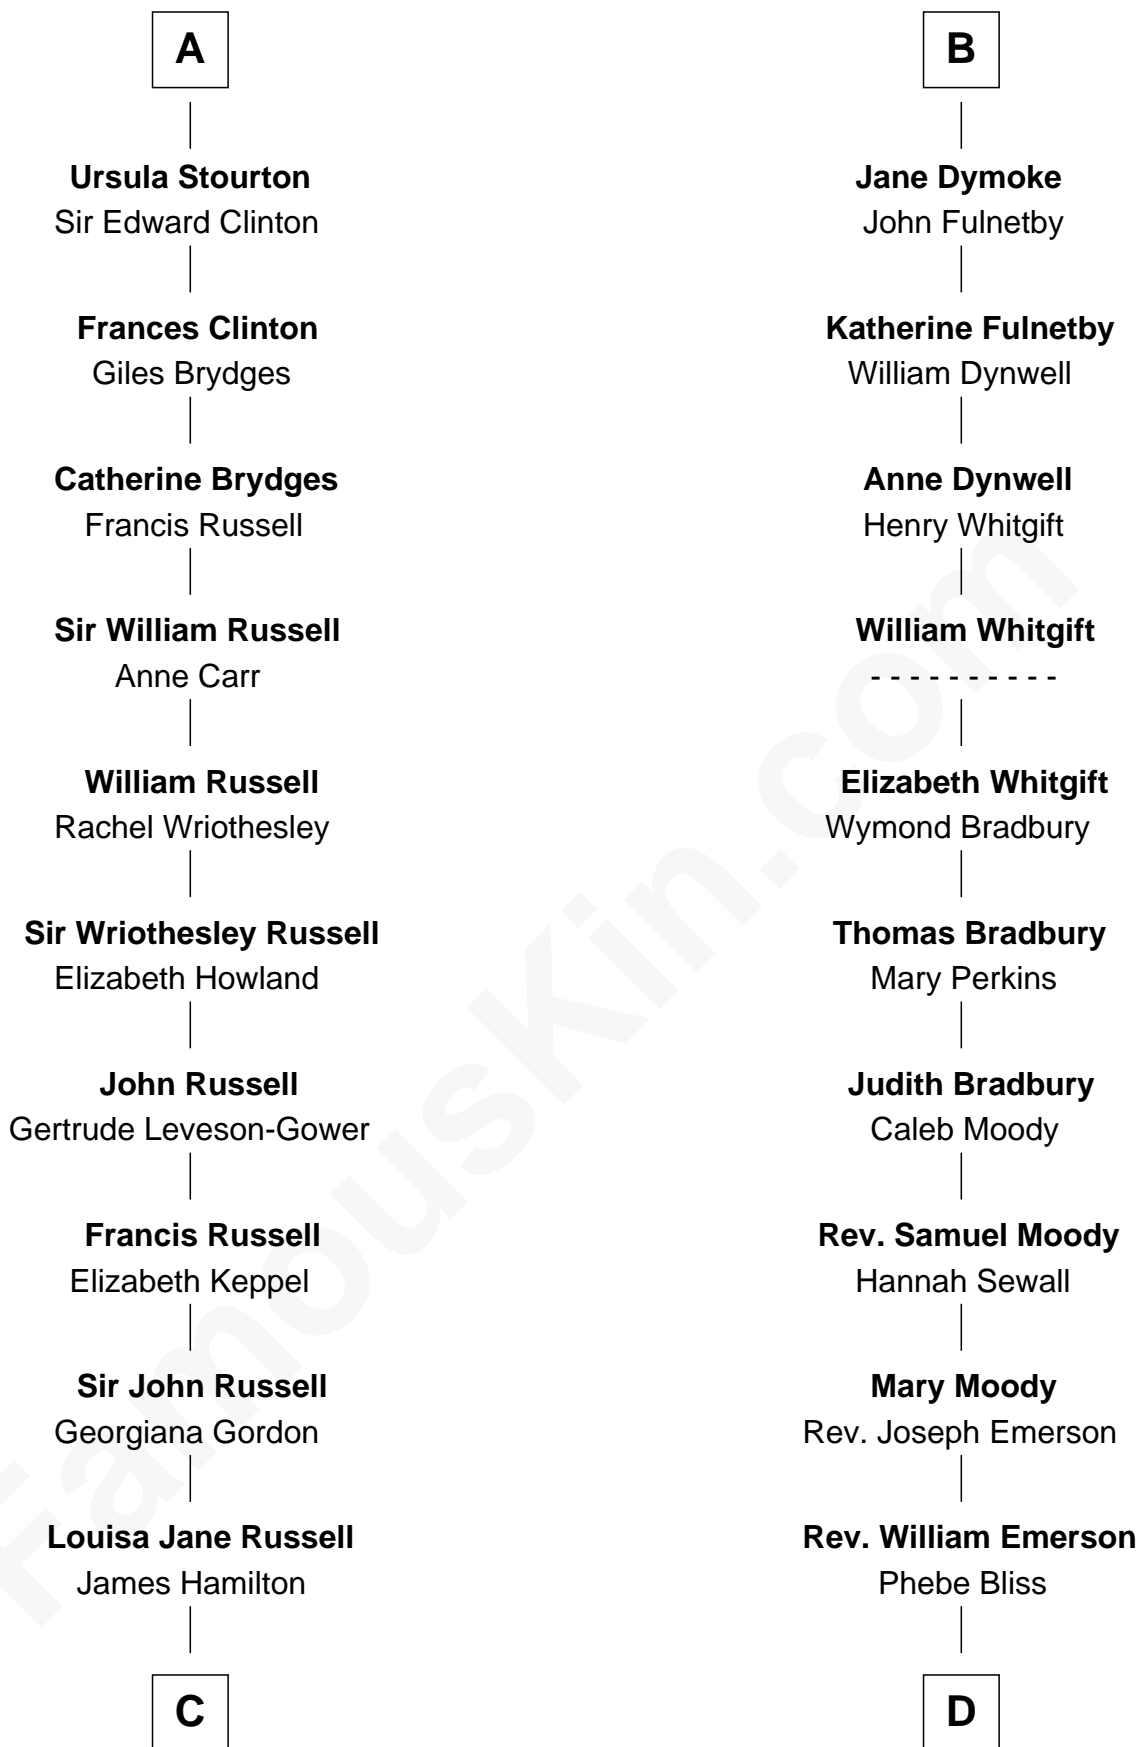 A
Ursula Stourton
Sir Edward Clinton
Frances Clinton
Giles Brydges
Catherine Brydges
Francis Russell
Sir William Russell
Anne Carr
William Russell
Rachel Wriothesley
Sir Wriothesley Russell
Elizabeth Howland
John Russell
Gertrude Leveson-Gower
Francis Russell
Elizabeth Keppel
Sir John Russell
Georgiana Gordon
Louisa Jane Russell
James Hamilton
C
B
Jane Dymoke
John Fulnetby
Katherine Fulnetby
William Dynwell
Anne Dynwell
Henry Whitgift
William Whitgift
- - - - - - - - - -
Elizabeth Whitgift
Wymond Bradbury
Thomas Bradbury
Mary Perkins
Judith Bradbury
Caleb Moody
Rev. Samuel Moody
Hannah Sewall
Mary Moody
Rev. Joseph Emerson
Rev. William Emerson
Phebe Bliss
D
FamousKin.com